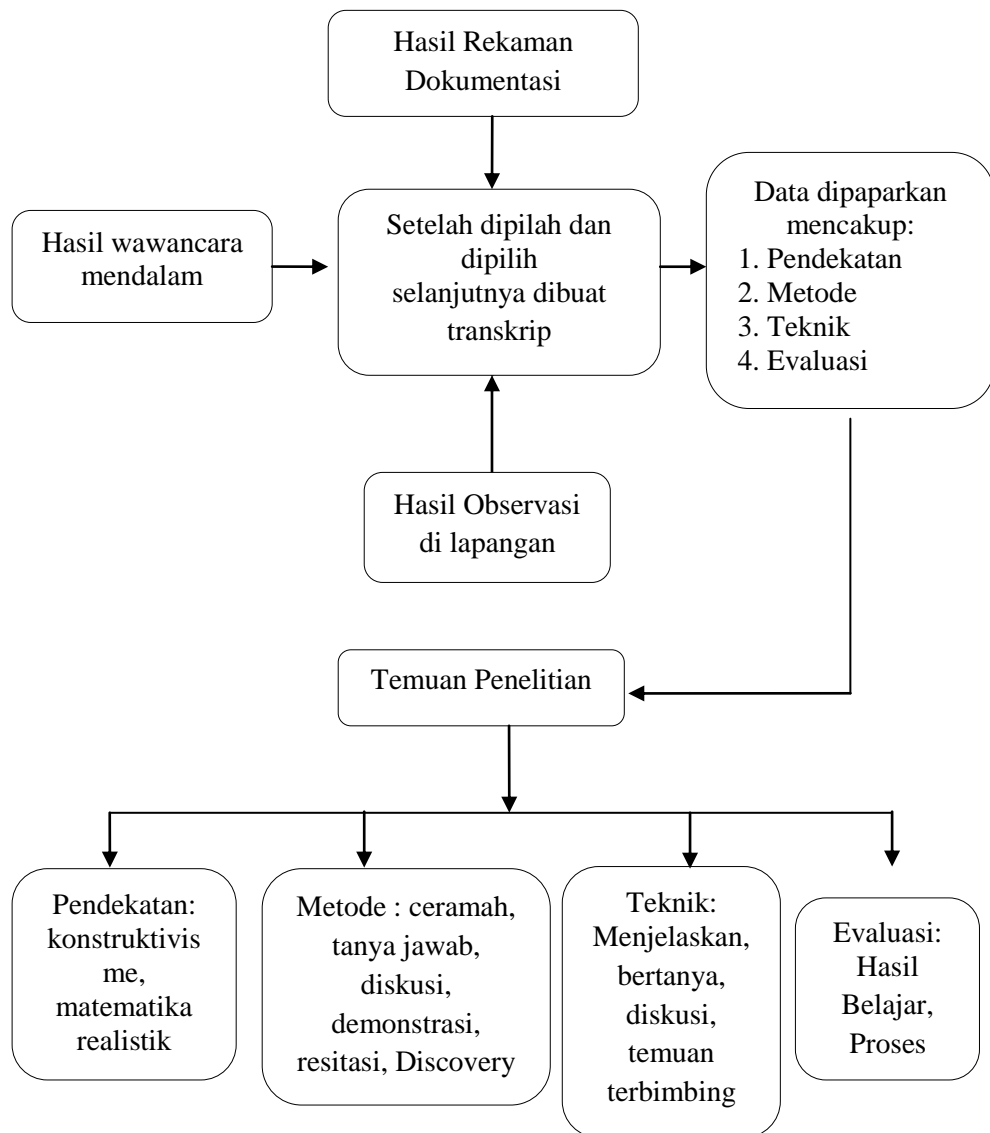 Hasil Rekaman
Dokumentasi
Hasil wawancara
mendalam
Setelah dipilah dan
dipilih
selanjutnya dibuat
transkrip
Data dipaparkan
mencakup:
1. Pendekatan
2. Metode
3. Teknik
4. Evaluasi
Hasil Observasi
di lapangan
Temuan Penelitian
Pendekatan:
konstruktivis
me,
matematika
realistik
Metode : ceramah,
tanya jawab,
diskusi,
demonstrasi,
resitasi, Discovery
Teknik:
Menjelaskan,
bertanya,
diskusi,
temuan
terbimbing
Evaluasi:
Hasil
Belajar,
Proses